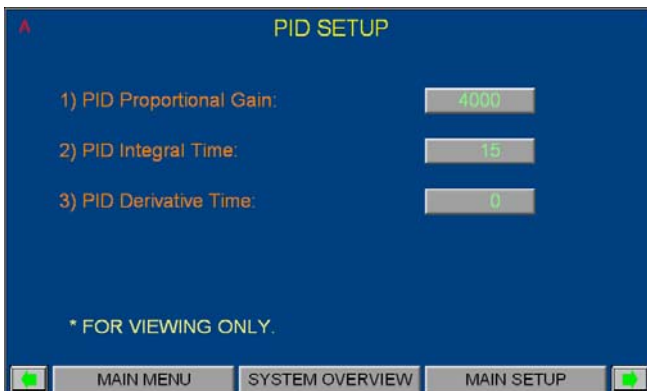 A
PID SETUP
1) PID Proportional Gain: 4000
2) PID Integral Time: 15
3) PID Derivative Time: 0
* FOR VIEWING ONLY.
MAIN MENU SYSTEM OVERVIEW MAIN SETUP